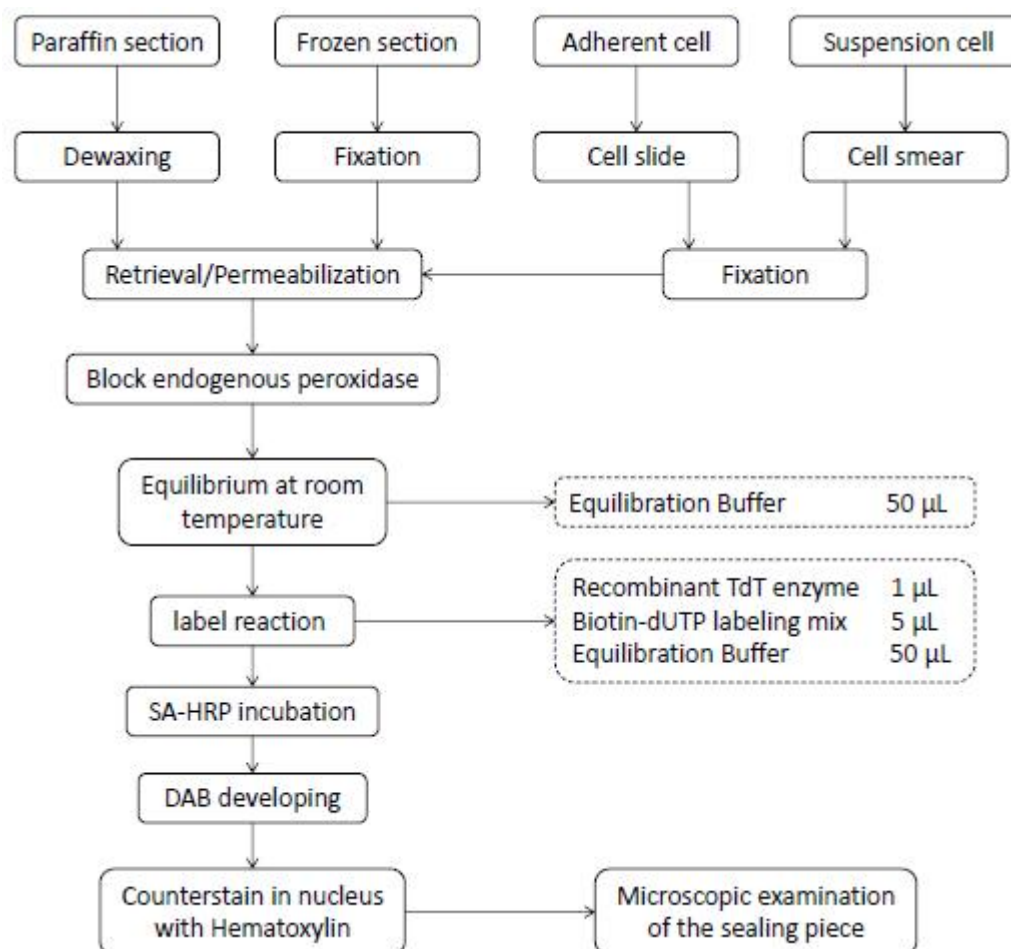 Paraffin section
Frozen section
Adherent cell
Suspension cell
Dewaxing
Fixation
Cell slide
Cell smear
Retrieval/Permeabilization
Fixation
Block endogenous peroxidase
Equilibrium at room
temperature
Equilibration Buffer 50 µL
label reaction
Recombinant TdT enzyme 1 µL
Biotin-dUTP labeling mix 5 µL
Equilibration Buffer 50 µL
SA-HRP incubation
DAB developing
Counterstain in nucleus
with Hematoxylin
Microscopic examination
of the sealing piece